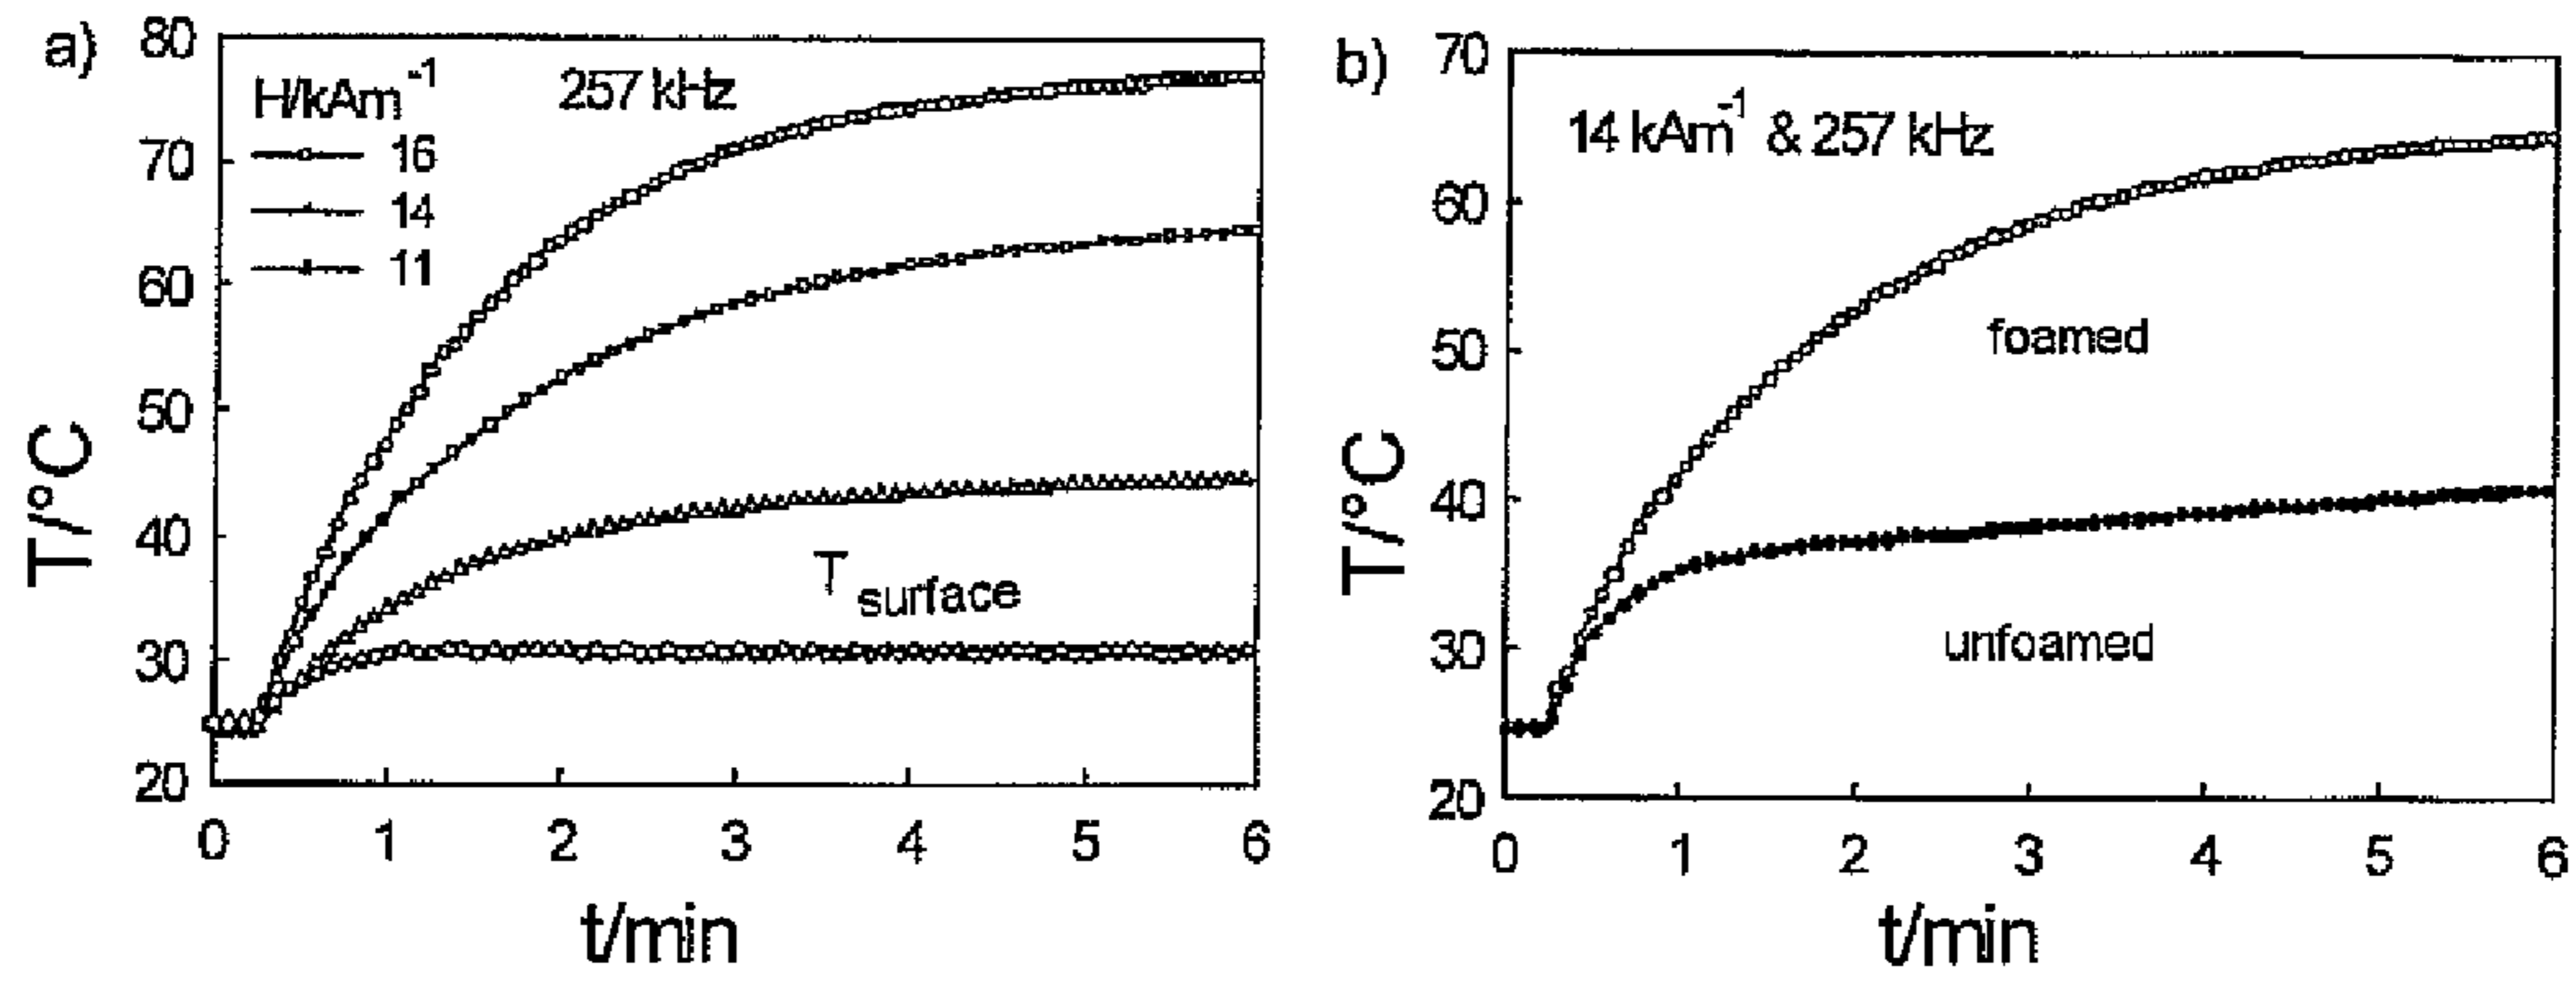 a)
80
70
60
50
40
30
20
T/°C
H/kAm⁻¹
257 kHz
16
14
11
T surface
0 1 2 3 4 5 6
t/min
b)
70
60
50
40
30
20
T/°C
14 kAm⁻¹ & 257 kHz
foamed
unfoamed
0 1 2 3 4 5 6
t/min